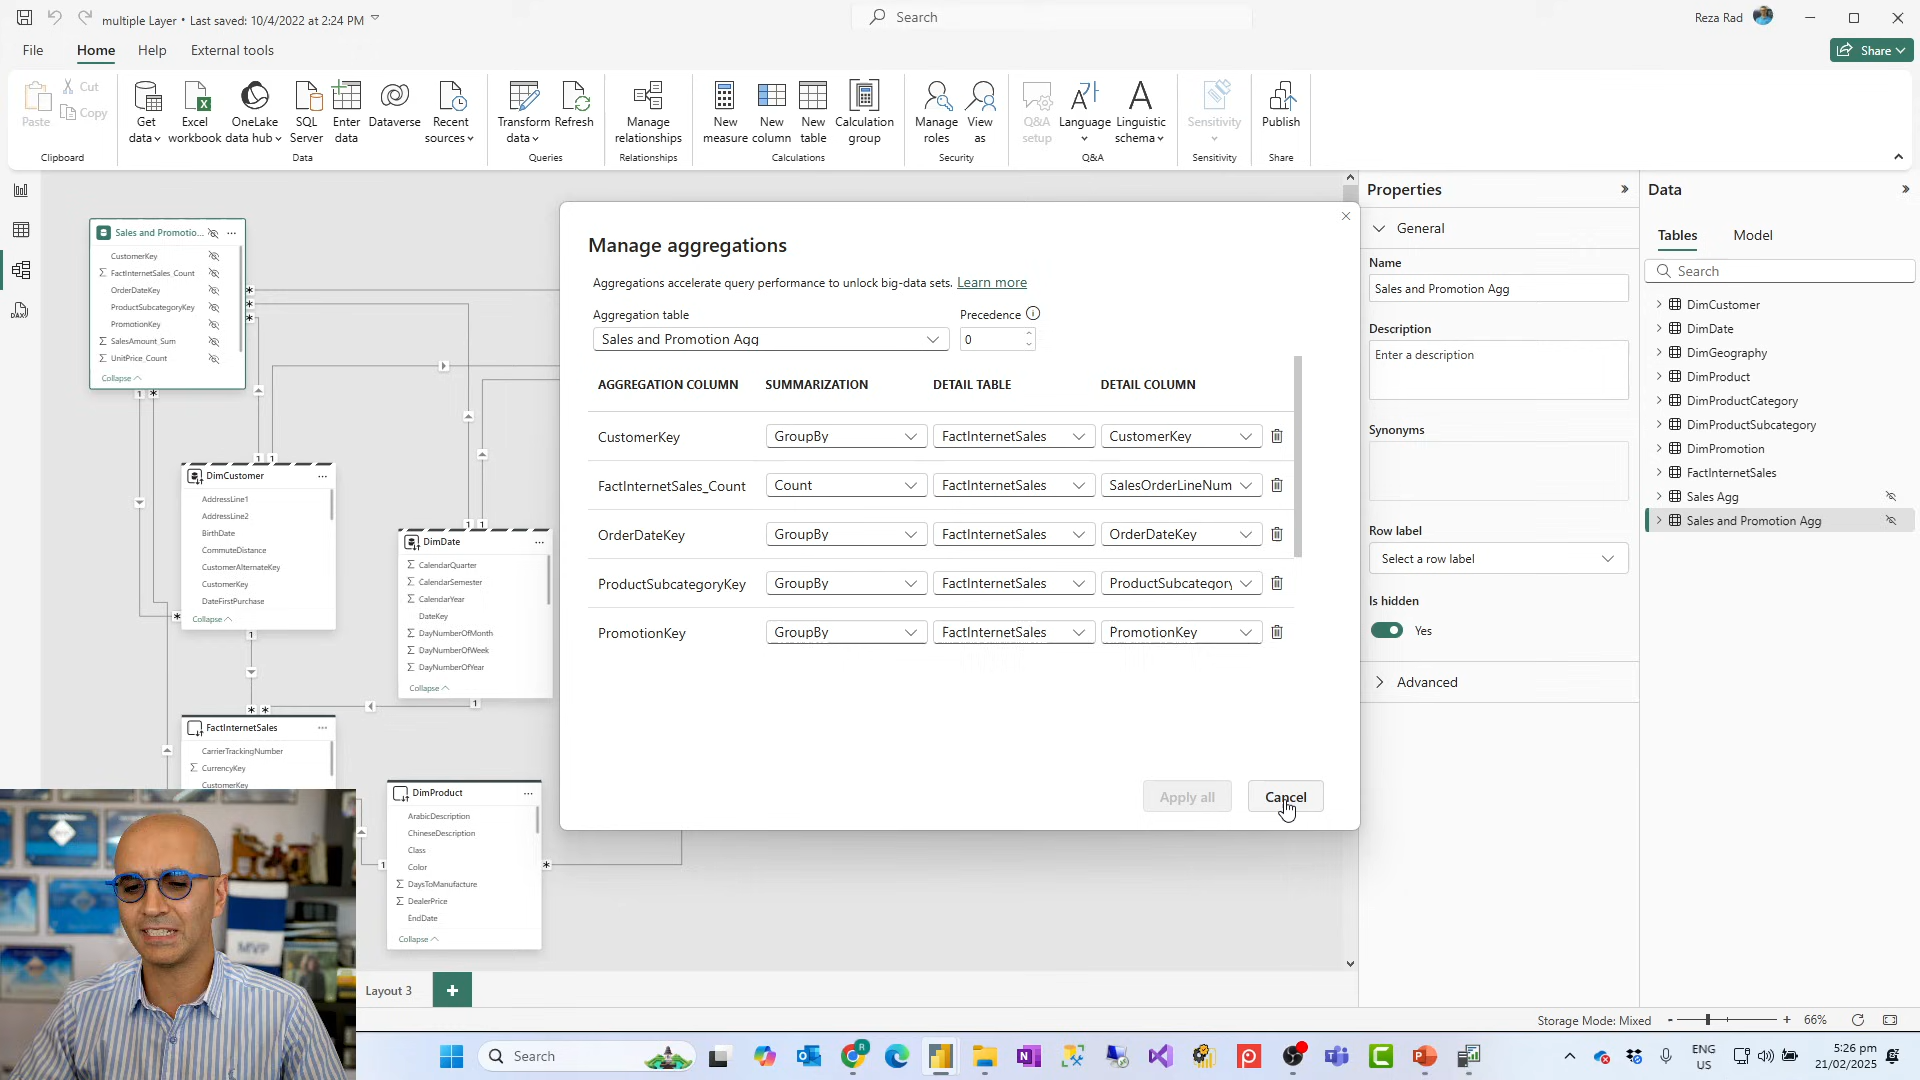 multiple Layer • Last saved: 10/4/2022 at 2:24 PM
Search
Reza Rad
File
Home
Help
External tools
Share
Paste
Cut
Copy
Get data
Excel workbook
OneLake data hub
SQL Server
Enter data
Dataverse
Recent sources
Transform data
Refresh
Manage relationships
New measure
New column
New table
Calculation group
Manage roles
View as
Q&A setup
Language
Linguistic schema
Sensitivity
Publish
Clipboard
Data
Queries
Relationships
Calculations
Security
Q&A
Sensitivity
Share
Sales and Promotio...
CustomerKey
FactInternetSales_Count
OrderDateKey
ProductSubcategoryKey
PromotionKey
SalesAmount_Sum
UnitPrice_Count
Collapse
DimCustomer
AddressLine1
AddressLine2
BirthDate
CommuteDistance
CustomerAlternateKey
CustomerKey
DateFirstPurchase
Collapse
DimDate
CalendarQuarter
CalendarSemester
CalendarYear
DateKey
DayNumberOfMonth
DayNumberOfWeek
DayNumberOfYear
Collapse
FactInternetSales
CarrierTrackingNumber
CurrencyKey
CustomerKey
DimProduct
ArabicDescription
ChineseDescription
Class
Color
DaysToManufacture
DealerPrice
EndDate
Collapse
MVP
Layout 3
Manage aggregations
Aggregations accelerate query performance to unlock big-data sets. Learn more
Aggregation table
Precedence
Sales and Promotion Agg
0
AGGREGATION COLUMN SUMMARIZATION DETAIL TABLE DETAIL COLUMN
CustomerKey GroupBy FactInternetSales CustomerKey
FactInternetSales_Count Count FactInternetSales SalesOrderLineNum
OrderDateKey GroupBy FactInternetSales OrderDateKey
ProductSubcategoryKey GroupBy FactInternetSales ProductSubcategory
PromotionKey GroupBy FactInternetSales PromotionKey
Apply all
Cancel
Properties
General
Name
Sales and Promotion Agg
Description
Enter a description
Synonyms
Row label
Select a row label
Is hidden
Yes
Advanced
Data
Tables
Model
Search
DimCustomer
DimDate
DimGeography
DimProduct
DimProductCategory
DimProductSubcategory
DimPromotion
FactInternetSales
Sales Agg
Sales and Promotion Agg
Storage Mode: Mixed
66%
Search
ENG
US
5:26 pm
21/02/2025